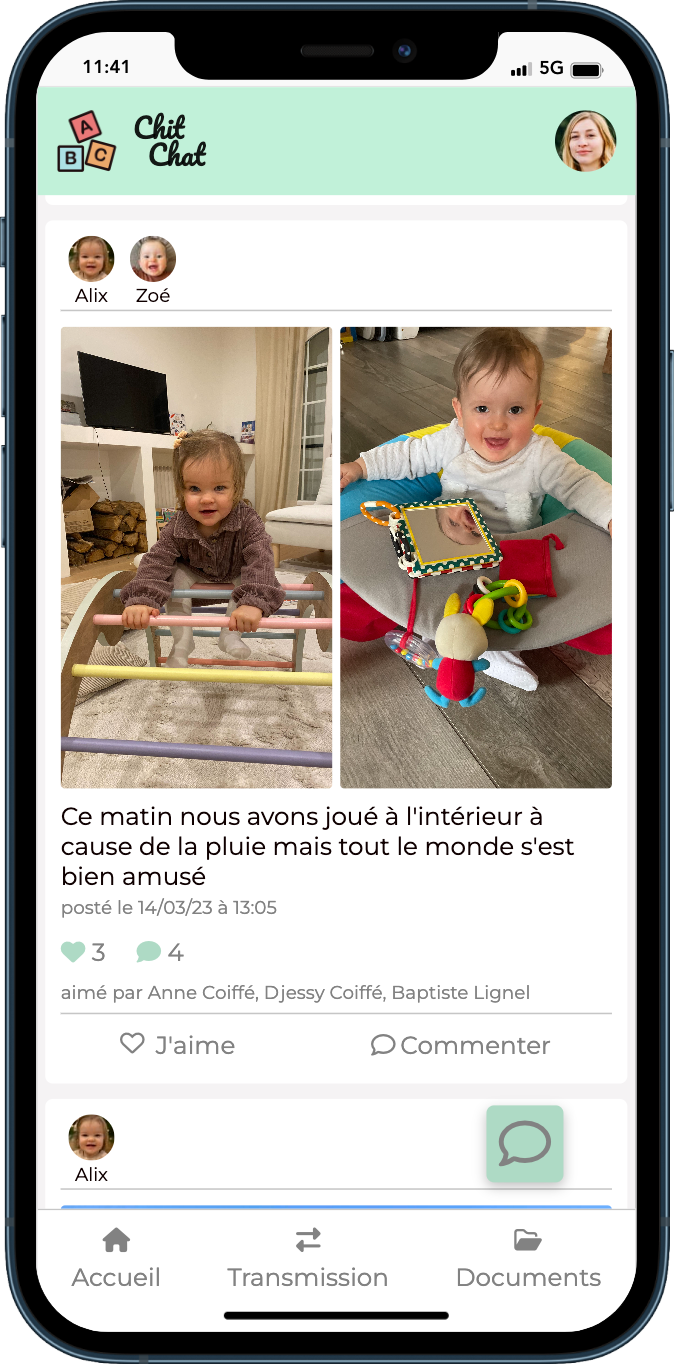 11:41
5G
A
B
C
Chit
Chat
Alix
Zoé
Ce matin nous avons joué à l'intérieur à
cause de la pluie mais tout le monde s'est
bien amusé
posté le 14/03/23 à 13:05
3
4
aimé par Anne Coiffé, Djessy Coiffé, Baptiste Lignel
J'aime
Commenter
Alix
Accueil
Transmission
Documents